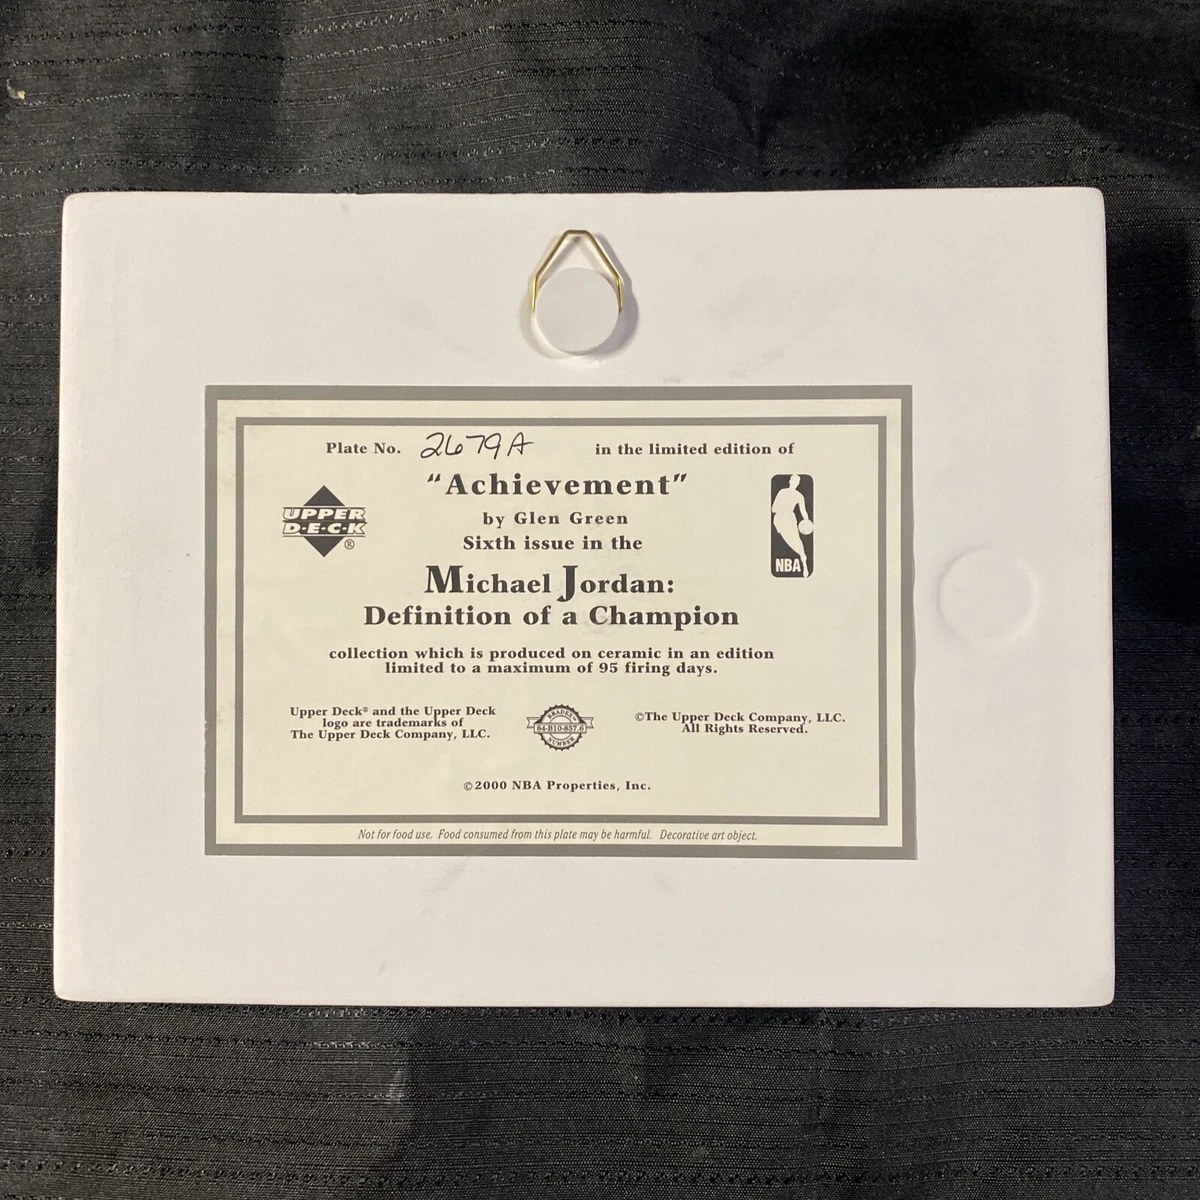 Plate No. 2679A in the limited edition of
"Achievement"
by Glen Green
Sixth issue in the
Michael Jordan:
Definition of a Champion
collection which is produced on ceramic in an edition
limited to a maximum of 95 firing days.
UPPER
D·E·C·K
®
NBA
Upper Deck® and the Upper Deck
logo are trademarks of
The Upper Deck Company, LLC.
BRADEX
84-B10-857.6
NUMBER
©The Upper Deck Company, LLC.
All Rights Reserved.
©2000 NBA Properties, Inc.
Not for food use. Food consumed from this plate may be harmful. Decorative art object.